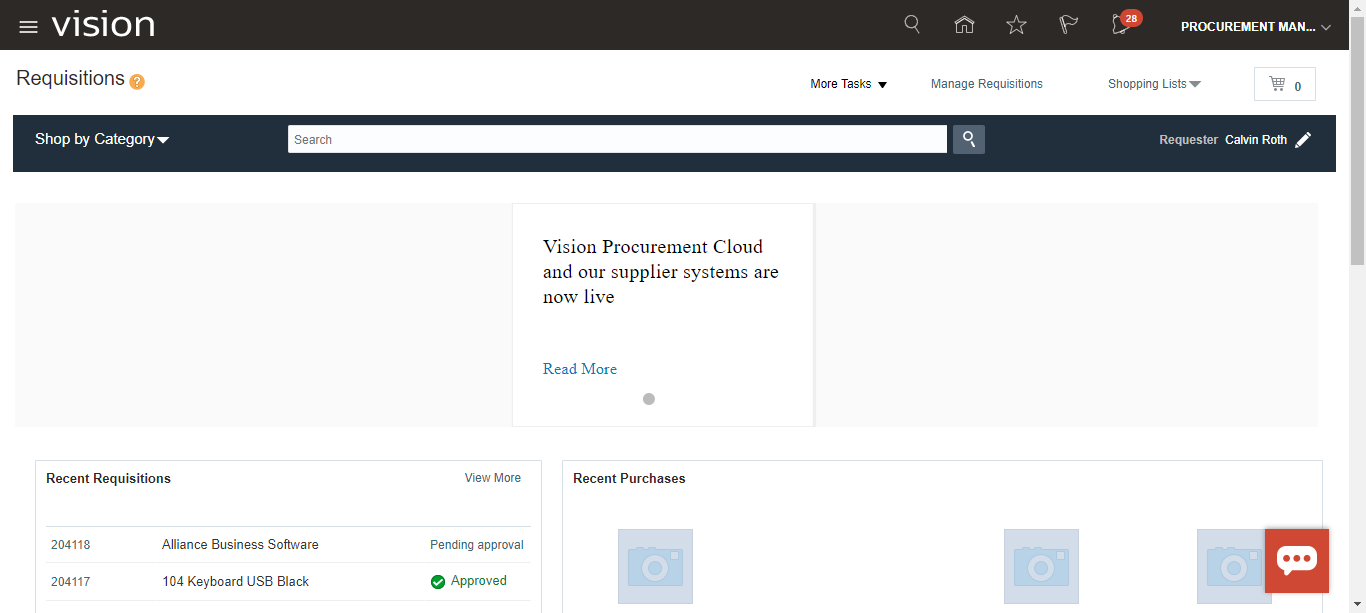 vision
28
PROCUREMENT MAN...
Requisitions ?
More Tasks
Manage Requisitions
Shopping Lists
0
Shop by Category
Search
Requester Calvin Roth
Vision Procurement Cloud
and our supplier systems are
now live
Read More
Recent Requisitions
View More
204118 Alliance Business Software Pending approval
204117 104 Keyboard USB Black Approved
Recent Purchases